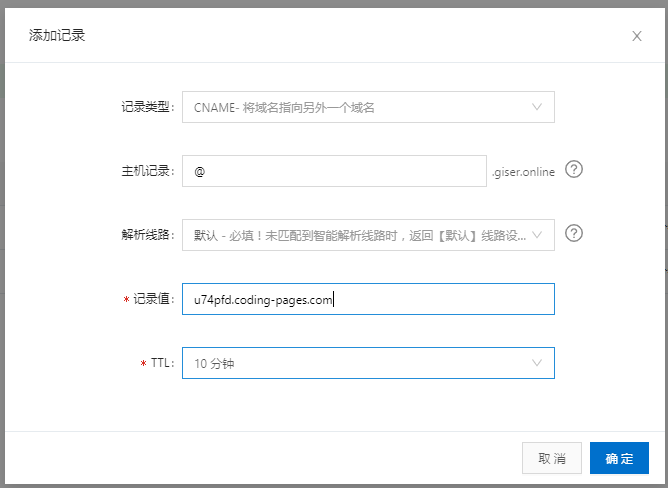 添加记录
记录类型:
CNAME- 将域名指向另外一个域名
主机记录:
@
.giser.online
?
解析线路:
默认 - 必填！未匹配到智能解析线路时，返回【默认】线路设...
?
* 记录值:
u74pfd.coding-pages.com
* TTL:
10 分钟
取消
确定